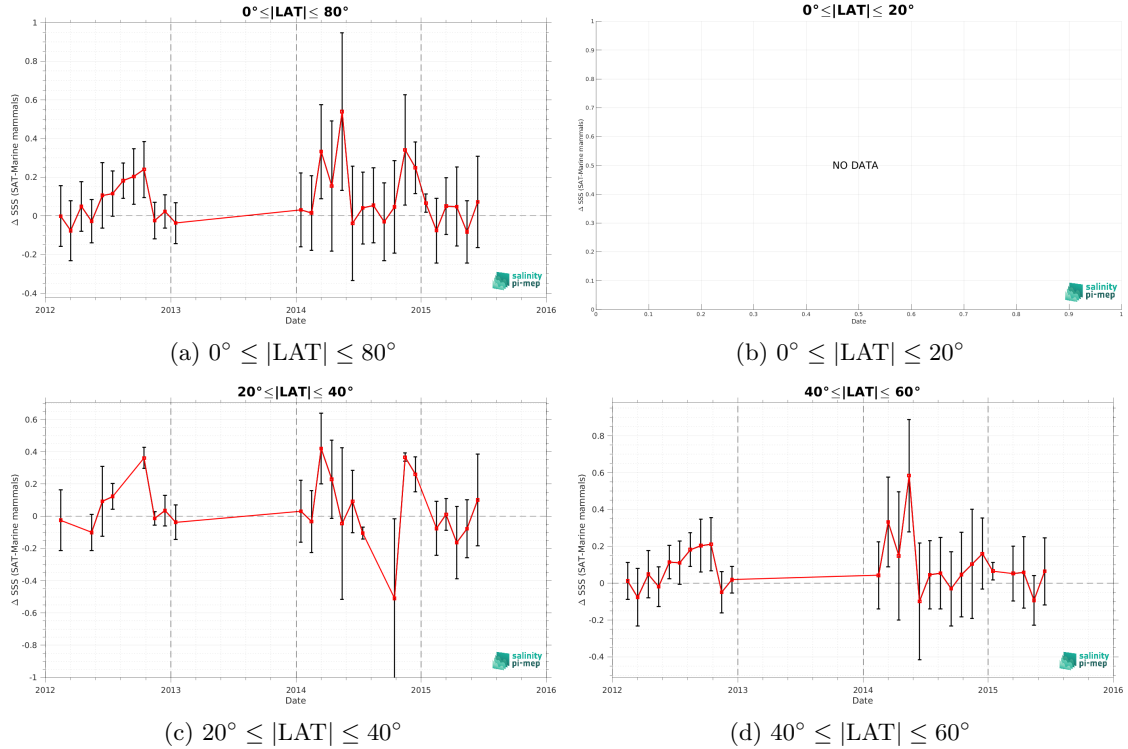 0°≤|LAT|≤ 80°
Δ SSS (SAT-Marine mammals)
1
0.8
0.6
0.4
0.2
0
-0.2
-0.4
2012 2013 2014 2015 2016
Date
salinity
pi-mep
(a) 0° ≤ |LAT| ≤ 80°
0°≤|LAT|≤ 20°
Δ SSS (SAT-Marine mammals)
1
0.9
0.8
0.7
0.6
0.5
0.4
0.3
0.2
0.1
0
NO DATA
0 0.1 0.2 0.3 0.4 0.5 0.6 0.7 0.8 0.9 1
Date
salinity
pi-mep
(b) 0° ≤ |LAT| ≤ 20°
20°≤|LAT|≤ 40°
Δ SSS (SAT-Marine mammals)
0.6
0.4
0.2
0
-0.2
-0.4
-0.6
-0.8
-1
2012 2013 2014 2015 2016
Date
salinity
pi-mep
(c) 20° ≤ |LAT| ≤ 40°
40°≤|LAT|≤ 60°
Δ SSS (SAT-Marine mammals)
0.8
0.6
0.4
0.2
0
-0.2
-0.4
2012 2013 2014 2015 2016
Date
salinity
pi-mep
(d) 40° ≤ |LAT| ≤ 60°